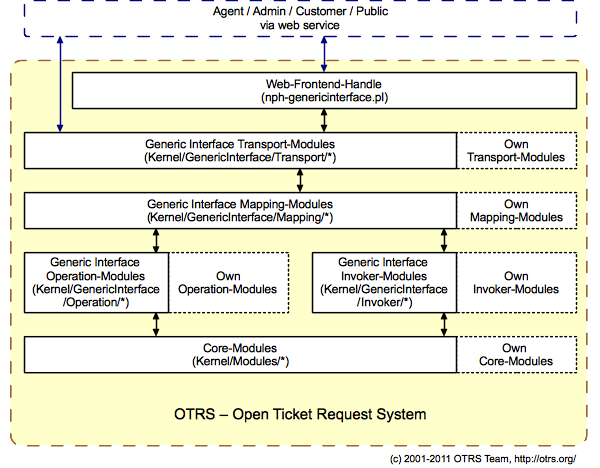 Agent / Admin / Customer / Public
via web service
Web-Frontend-Handle
(nph-genericinterface.pl)
Generic Interface Transport-Modules
(Kernel/GenericInterface/Transport/*)
Own
Transport-Modules
Generic Interface Mapping-Modules
(Kernel/GenericInterface/Mapping/*)
Own
Mapping-Modules
Generic Interface
Operation-Modules
(Kernel/GenericInterface
/Operation/*)
Own
Operation-Modules
Generic Interface
Invoker-Modules
(Kernel/GenericInterface
/Invoker/*)
Own
Invoker-Modules
Core-Modules
(Kernel/Modules/*)
Own
Core-Modules
OTRS – Open Ticket Request System
(c) 2001-2011 OTRS Team, http://otrs.org/